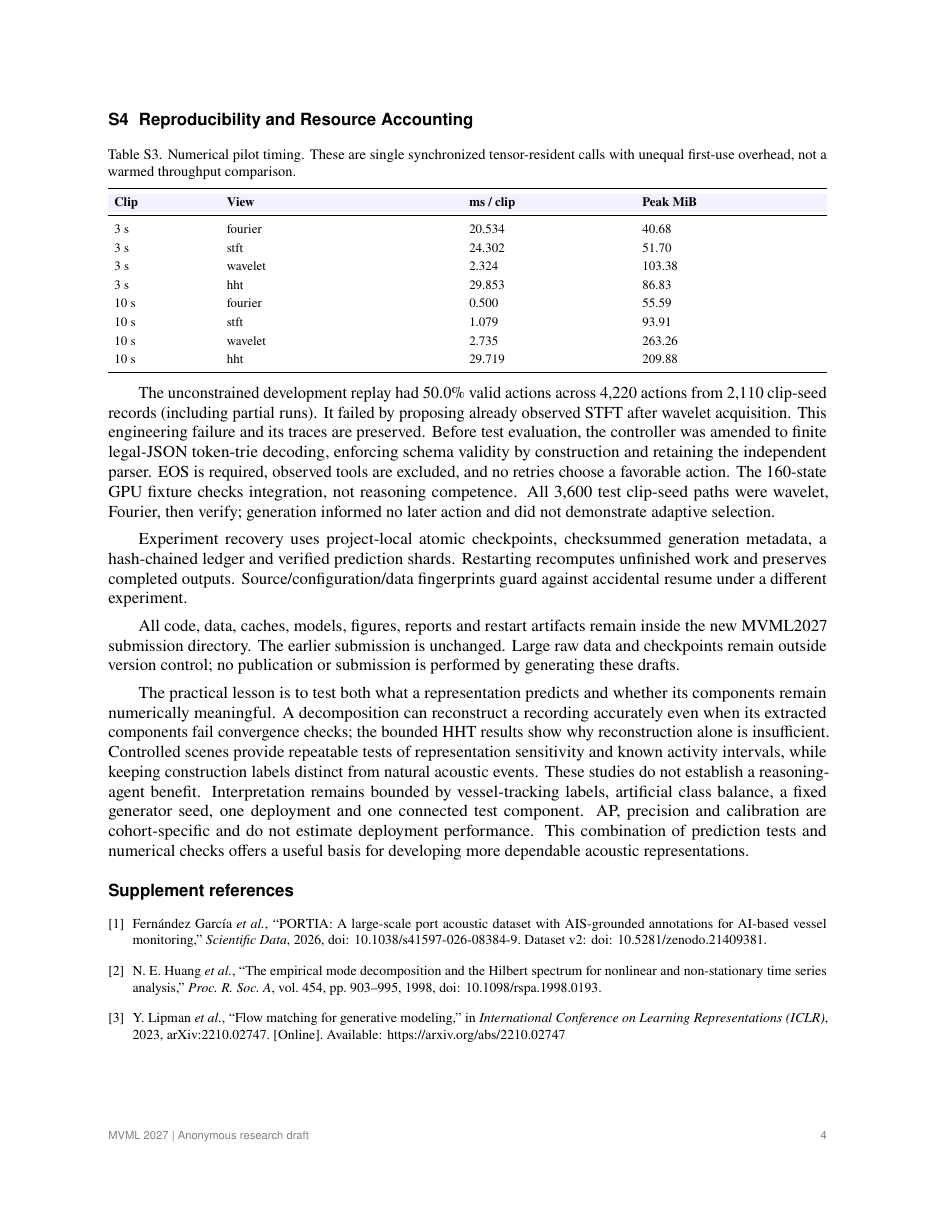 S4 Reproducibility and Resource Accounting
Table S3. Numerical pilot timing. These are single synchronized tensor-resident calls with unequal first-use overhead, not a
warmed throughput comparison.
Clip View ms / clip Peak MiB
3 s fourier 20.534 40.68
3 s stft 24.302 51.70
3 s wavelet 2.324 103.38
3 s hht 29.853 86.83
10 s fourier 0.500 55.59
10 s stft 1.079 93.91
10 s wavelet 2.735 263.26
10 s hht 29.719 209.88
The unconstrained development replay had 50.0% valid actions across 4,220 actions from 2,110 clip-seed
records (including partial runs). It failed by proposing already observed STFT after wavelet acquisition. This
engineering failure and its traces are preserved. Before test evaluation, the controller was amended to finite
legal-JSON token-trie decoding, enforcing schema validity by construction and retaining the independent
parser. EOS is required, observed tools are excluded, and no retries choose a favorable action. The 160-state
GPU fixture checks integration, not reasoning competence. All 3,600 test clip-seed paths were wavelet,
Fourier, then verify; generation informed no later action and did not demonstrate adaptive selection.
Experiment recovery uses project-local atomic checkpoints, checksummed generation metadata, a
hash-chained ledger and verified prediction shards. Restarting recomputes unfinished work and preserves
completed outputs. Source/configuration/data fingerprints guard against accidental resume under a different
experiment.
All code, data, caches, models, figures, reports and restart artifacts remain inside the new MVML2027
submission directory. The earlier submission is unchanged. Large raw data and checkpoints remain outside
version control; no publication or submission is performed by generating these drafts.
The practical lesson is to test both what a representation predicts and whether its components remain
numerically meaningful. A decomposition can reconstruct a recording accurately even when its extracted
components fail convergence checks; the bounded HHT results show why reconstruction alone is insufficient.
Controlled scenes provide repeatable tests of representation sensitivity and known activity intervals, while
keeping construction labels distinct from natural acoustic events. These studies do not establish a reasoning-
agent benefit. Interpretation remains bounded by vessel-tracking labels, artificial class balance, a fixed
generator seed, one deployment and one connected test component. AP, precision and calibration are
cohort-specific and do not estimate deployment performance. This combination of prediction tests and
numerical checks offers a useful basis for developing more dependable acoustic representations.
Supplement references
[1] Fernández García et al., “PORTIA: A large-scale port acoustic dataset with AIS-grounded annotations for AI-based vessel
monitoring,” Scientific Data, 2026, doi: 10.1038/s41597-026-08384-9. Dataset v2: doi: 10.5281/zenodo.21409381.
[2] N. E. Huang et al., “The empirical mode decomposition and the Hilbert spectrum for nonlinear and non-stationary time series
analysis,” Proc. R. Soc. A, vol. 454, pp. 903–995, 1998, doi: 10.1098/rspa.1998.0193.
[3] Y. Lipman et al., “Flow matching for generative modeling,” in International Conference on Learning Representations (ICLR),
2023, arXiv:2210.02747. [Online]. Available: https://arxiv.org/abs/2210.02747
MVML 2027 | Anonymous research draft 4